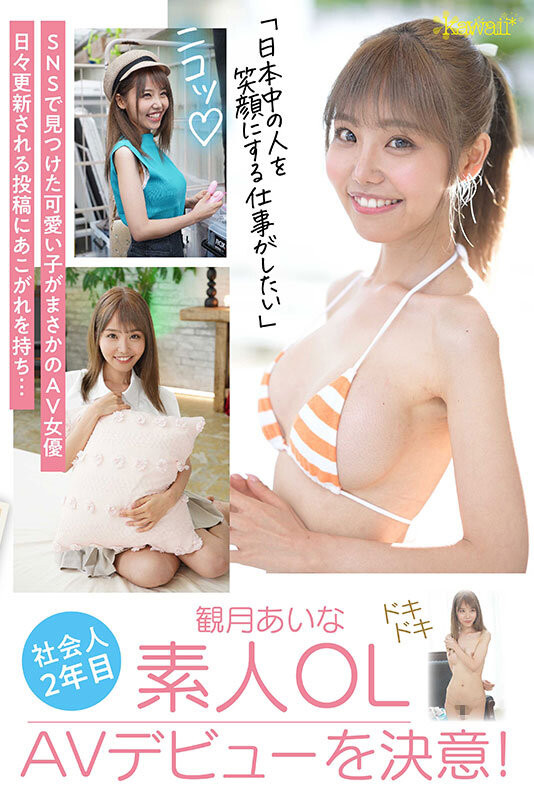 *kawaii*
「日本中の人を
笑顔にする仕事がしたい」
ニコッ♡
SNSで見つけた可愛い子がまさかのAV女優
日々更新される投稿にあこがれを持ち…
社会人
2年目
観月あいな
ドキ
ドキ
素人OL
AVデビューを決意!